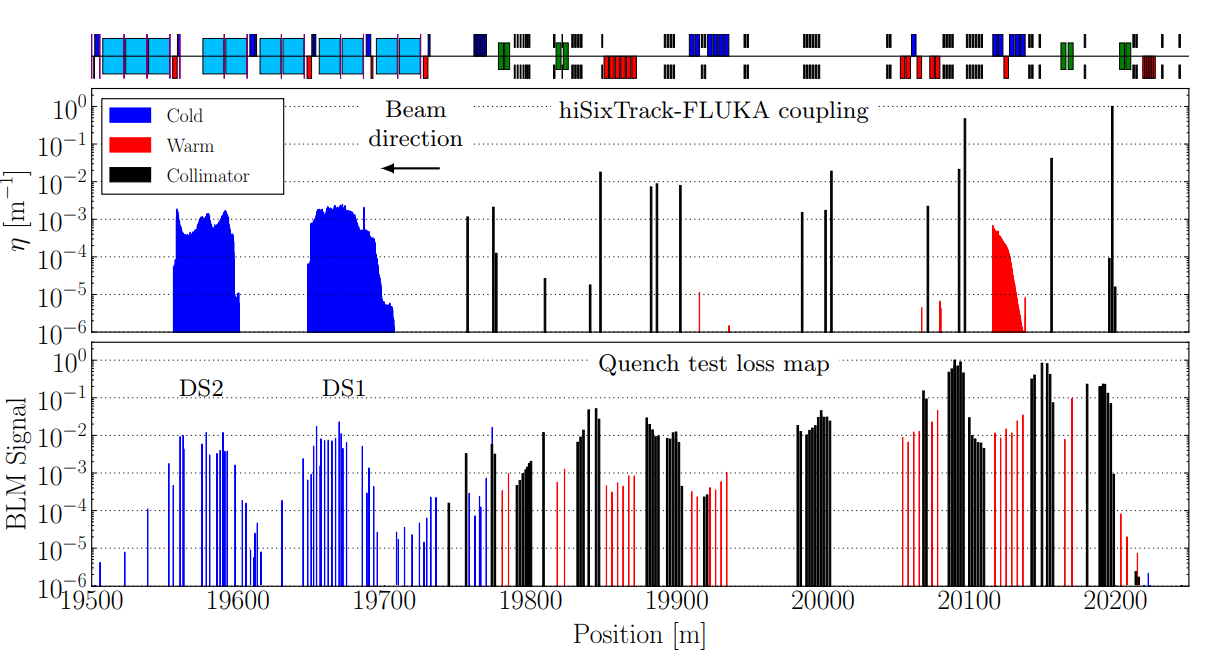 Cold
Warm
Collimator
Beam
direction
hiSixTrack-FLUKA coupling
η [m⁻¹]
10⁰
10⁻¹
10⁻²
10⁻³
10⁻⁴
10⁻⁵
10⁻⁶
Quench test loss map
DS2
DS1
BLM Signal
10⁰
10⁻¹
10⁻²
10⁻³
10⁻⁴
10⁻⁵
10⁻⁶
19500
19600
19700
19800
19900
20000
20100
20200
Position [m]